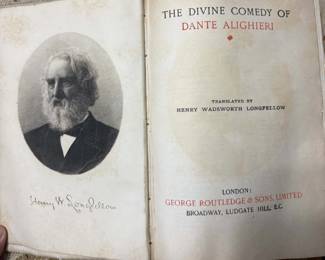 Henry W. Longfellow
THE DIVINE COMEDY OF
DANTE ALIGHIERI
TRANSLATED BY
HENRY WADSWORTH LONGFELLOW
LONDON:
GEORGE ROUTLEDGE & SONS, LIMITED
BROADWAY, LUDGATE HILL, E.C.